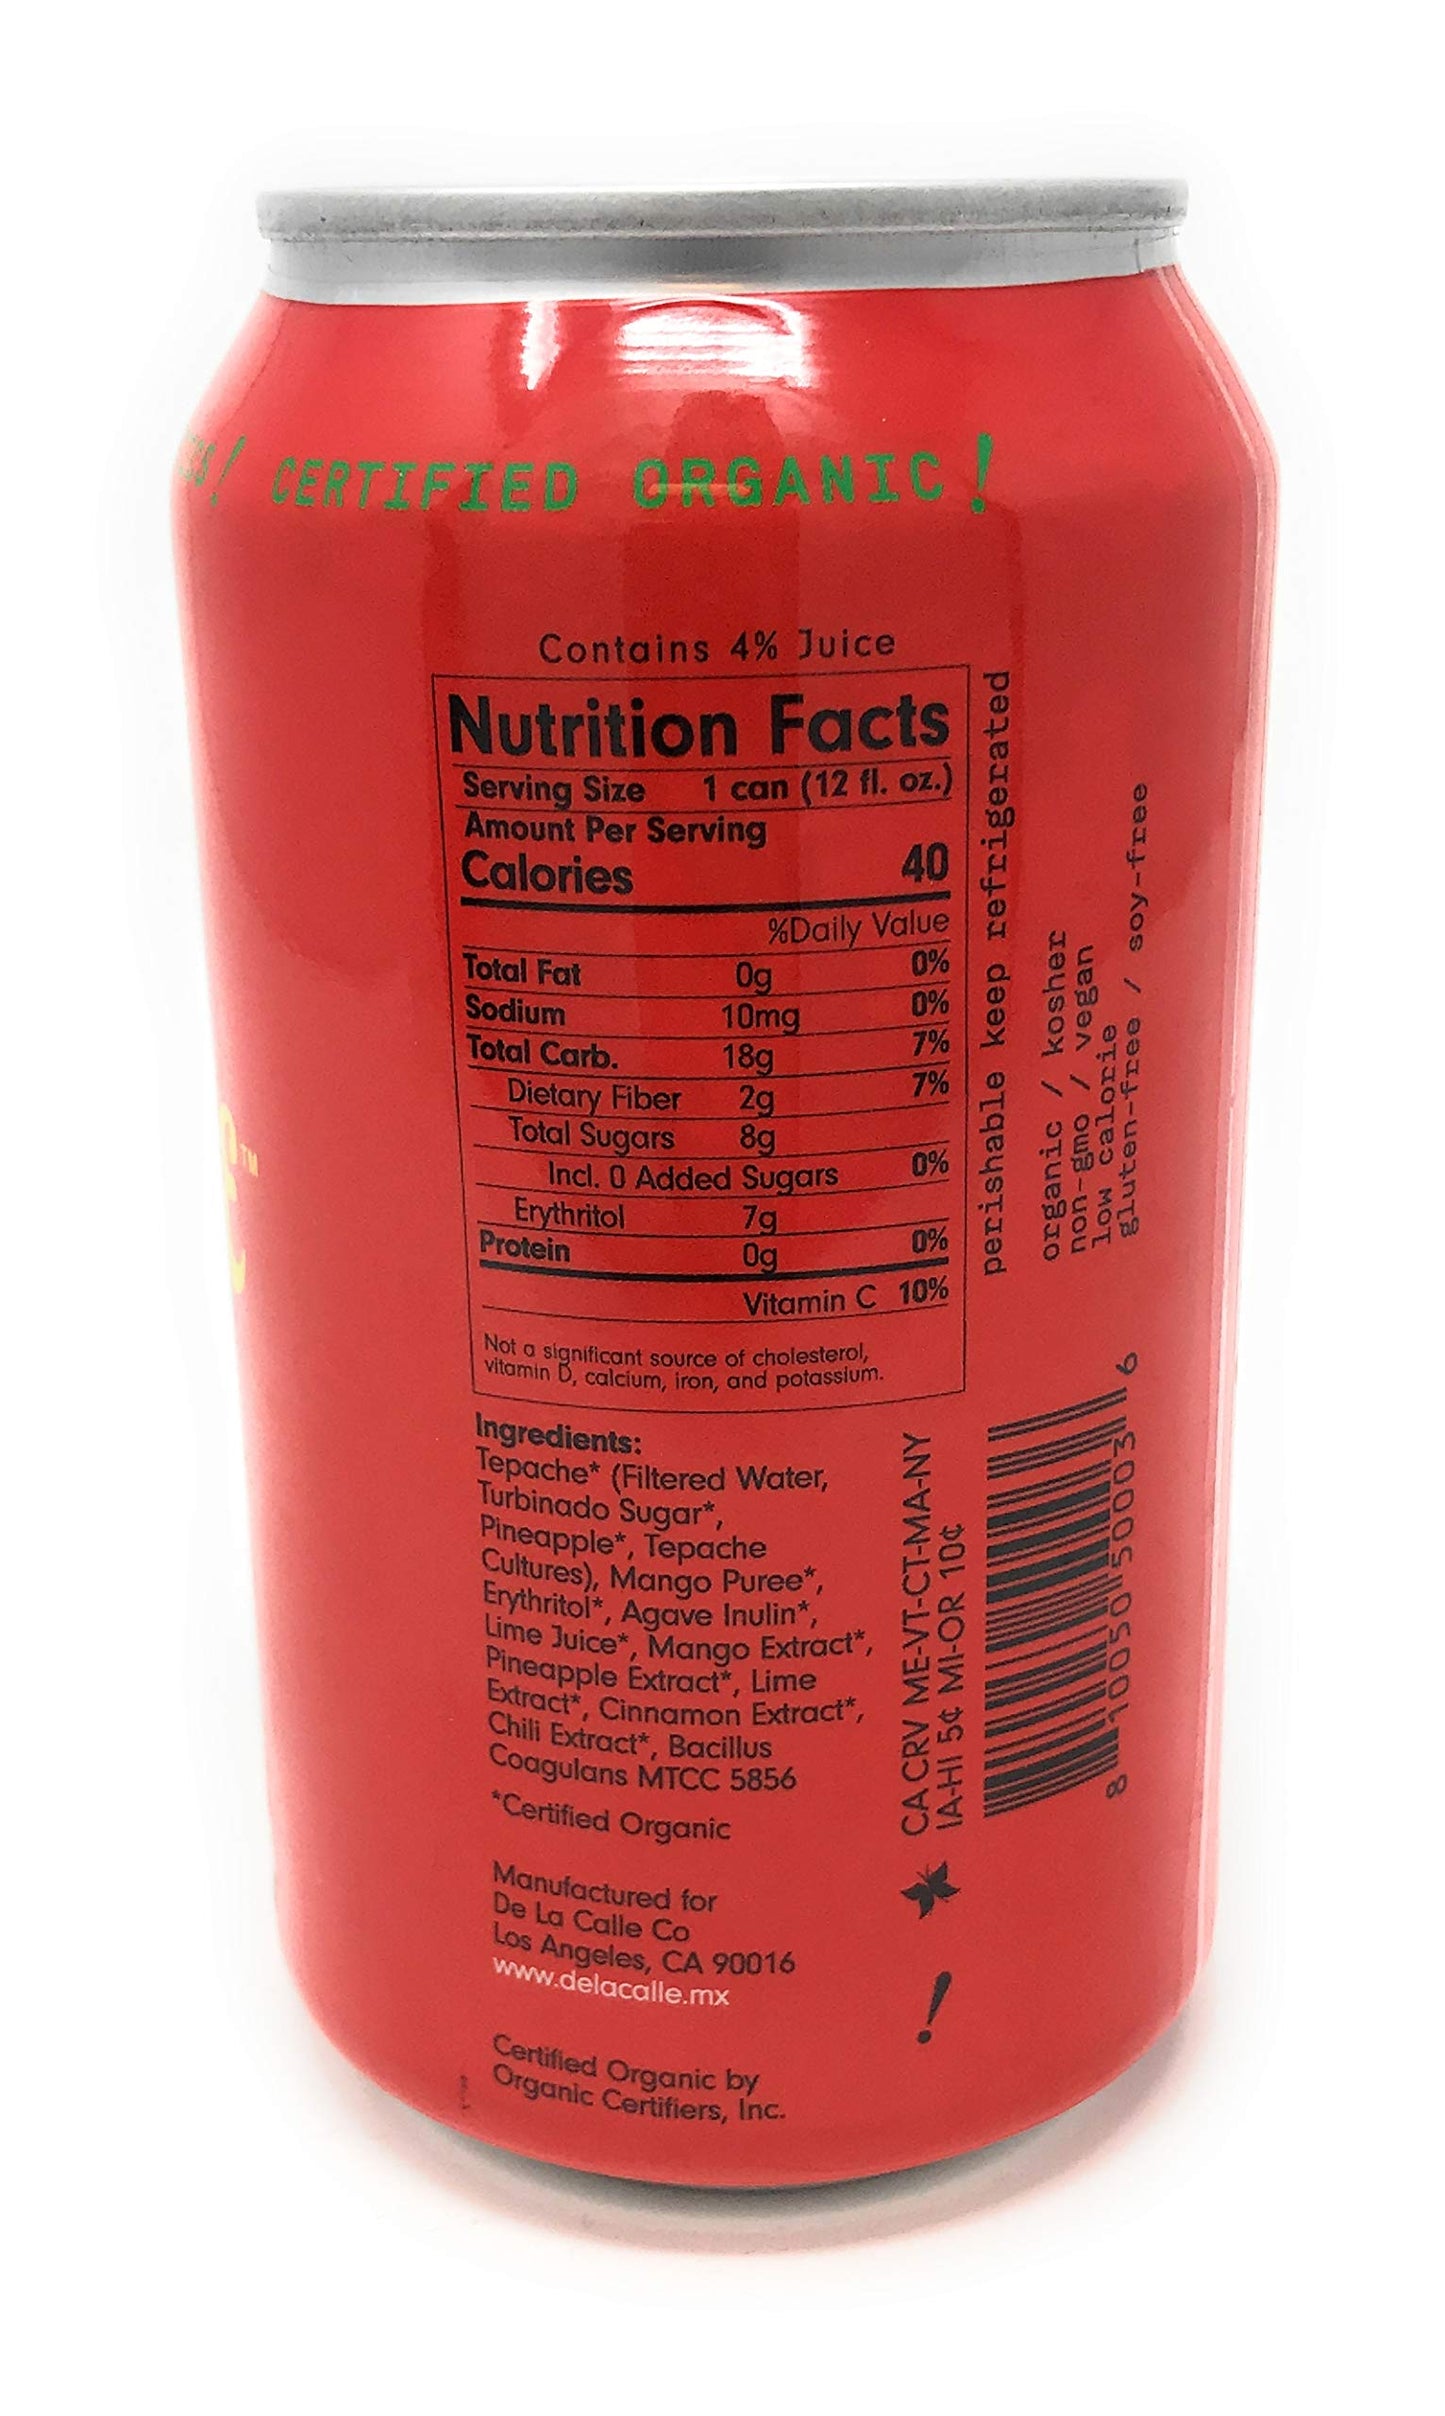 ! CERTIFIED ORGANIC!
Contains 4% Juice
Nutrition Facts
Serving Size 1 can (12 fl. oz.)
Amount Per Serving
Calories 40
%Daily Value
Total Fat 0g 0%
Sodium 10mg 0%
Total Carb. 18g 7%
Dietary Fiber 2g 7%
Total Sugars 8g
Incl. 0 Added Sugars 0%
Erythritol 7g
Protein 0g 0%
Vitamin C 10%
Not a significant source of cholesterol,
vitamin D, calcium, iron, and potassium.
Ingredients:
Tepache* (Filtered Water,
Turbinado Sugar*,
Pineapple*, Tepache
Cultures), Mango Puree*,
Erythritol*, Agave Inulin*,
Lime Juice*, Mango Extract*,
Pineapple Extract*, Lime
Extract*, Cinnamon Extract*,
Chili Extract*, Bacillus
Coagulans MTCC 5856
*Certified Organic
Manufactured for
De La Calle Co
Los Angeles, CA 90016
www.delacalle.mx
Certified Organic by
Organic Certifiers, Inc.
perishable keep refrigerated
organic / kosher
non-gmo / vegan
low calorie
gluten-free / soy-free
CA CRV ME-VT-CT-MA-NY
IA-HI 5¢ MI-OR 10¢
8 10050 50003 6
!
TM